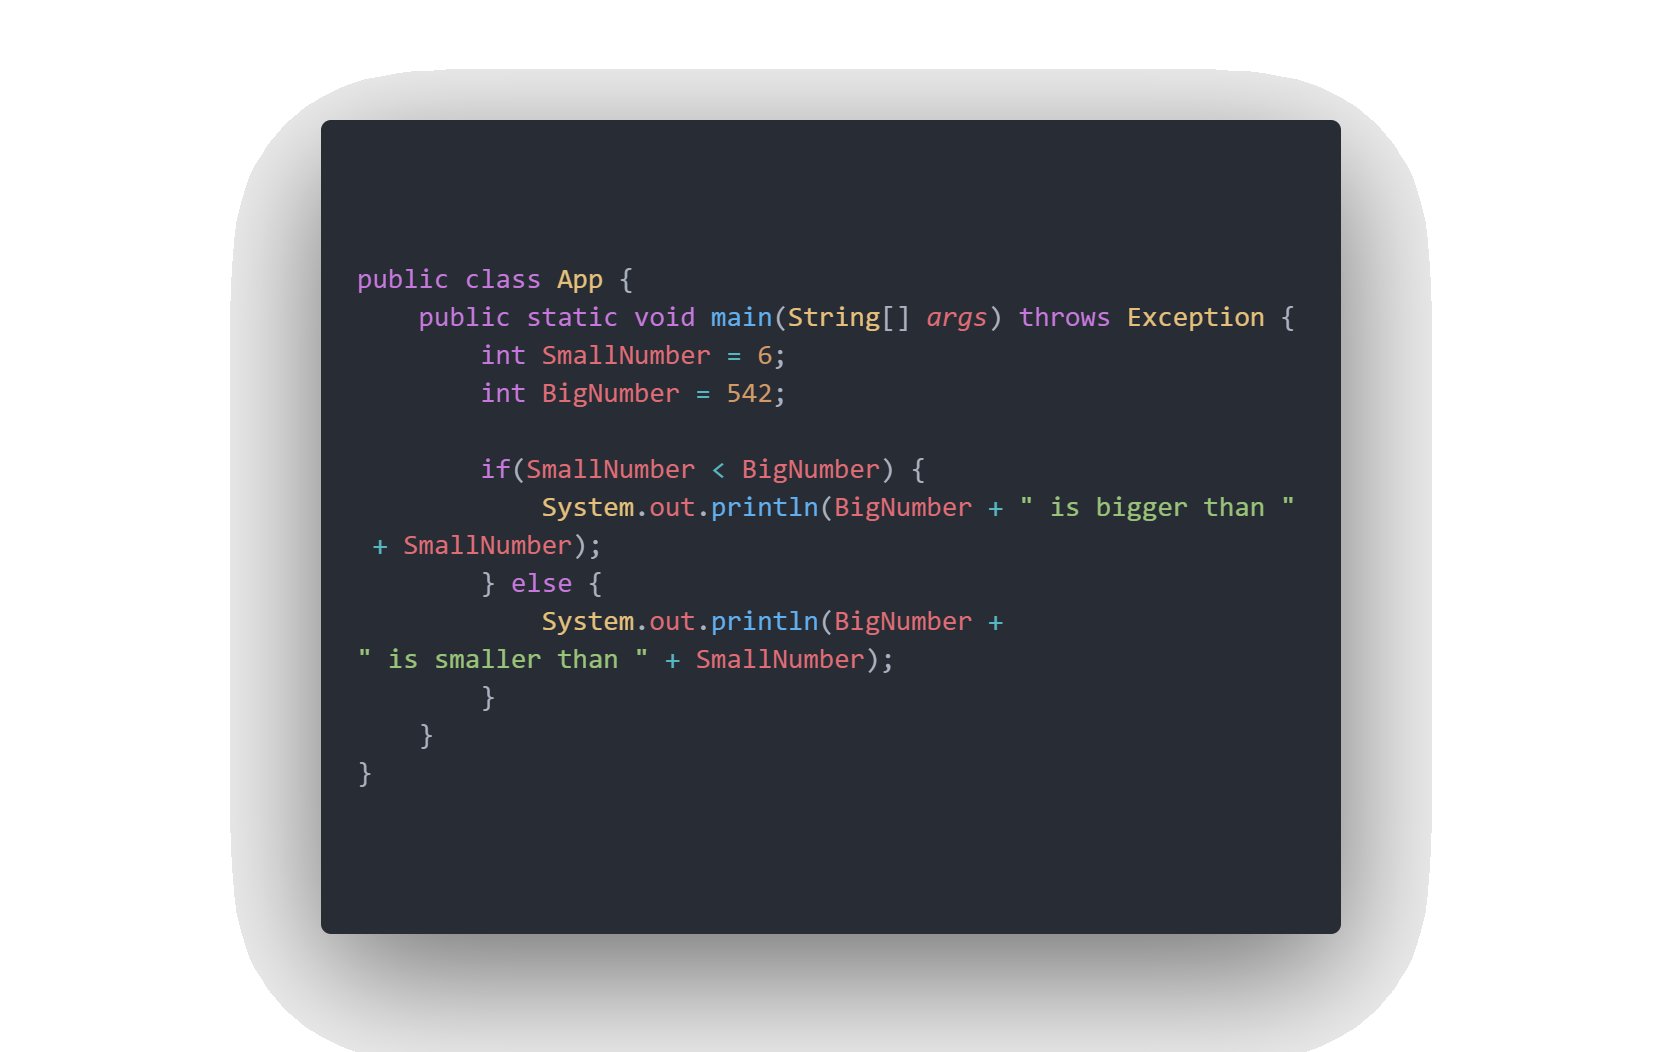 public class App {
    public static void main(String[] args) throws Exception {
        int SmallNumber = 6;
        int BigNumber = 542;

        if(SmallNumber < BigNumber) {
            System.out.println(BigNumber + " is bigger than "
 + SmallNumber);
        } else {
            System.out.println(BigNumber +
" is smaller than " + SmallNumber);
        }
    }
}